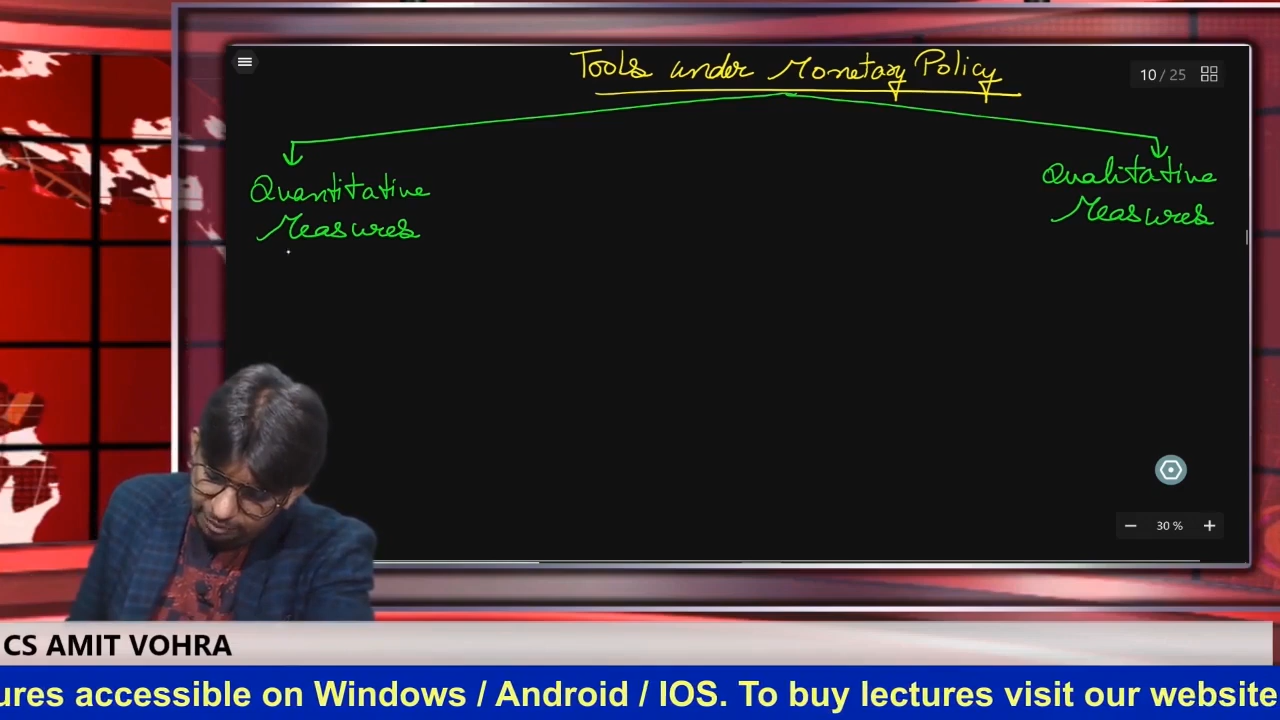 Tools under Monetary Policy
10 / 25
Quantitative
Measures
Qualitative
Measures
30 %
CS AMIT VOHRA
ures accessible on Windows / Android / IOS. To buy lectures visit our website